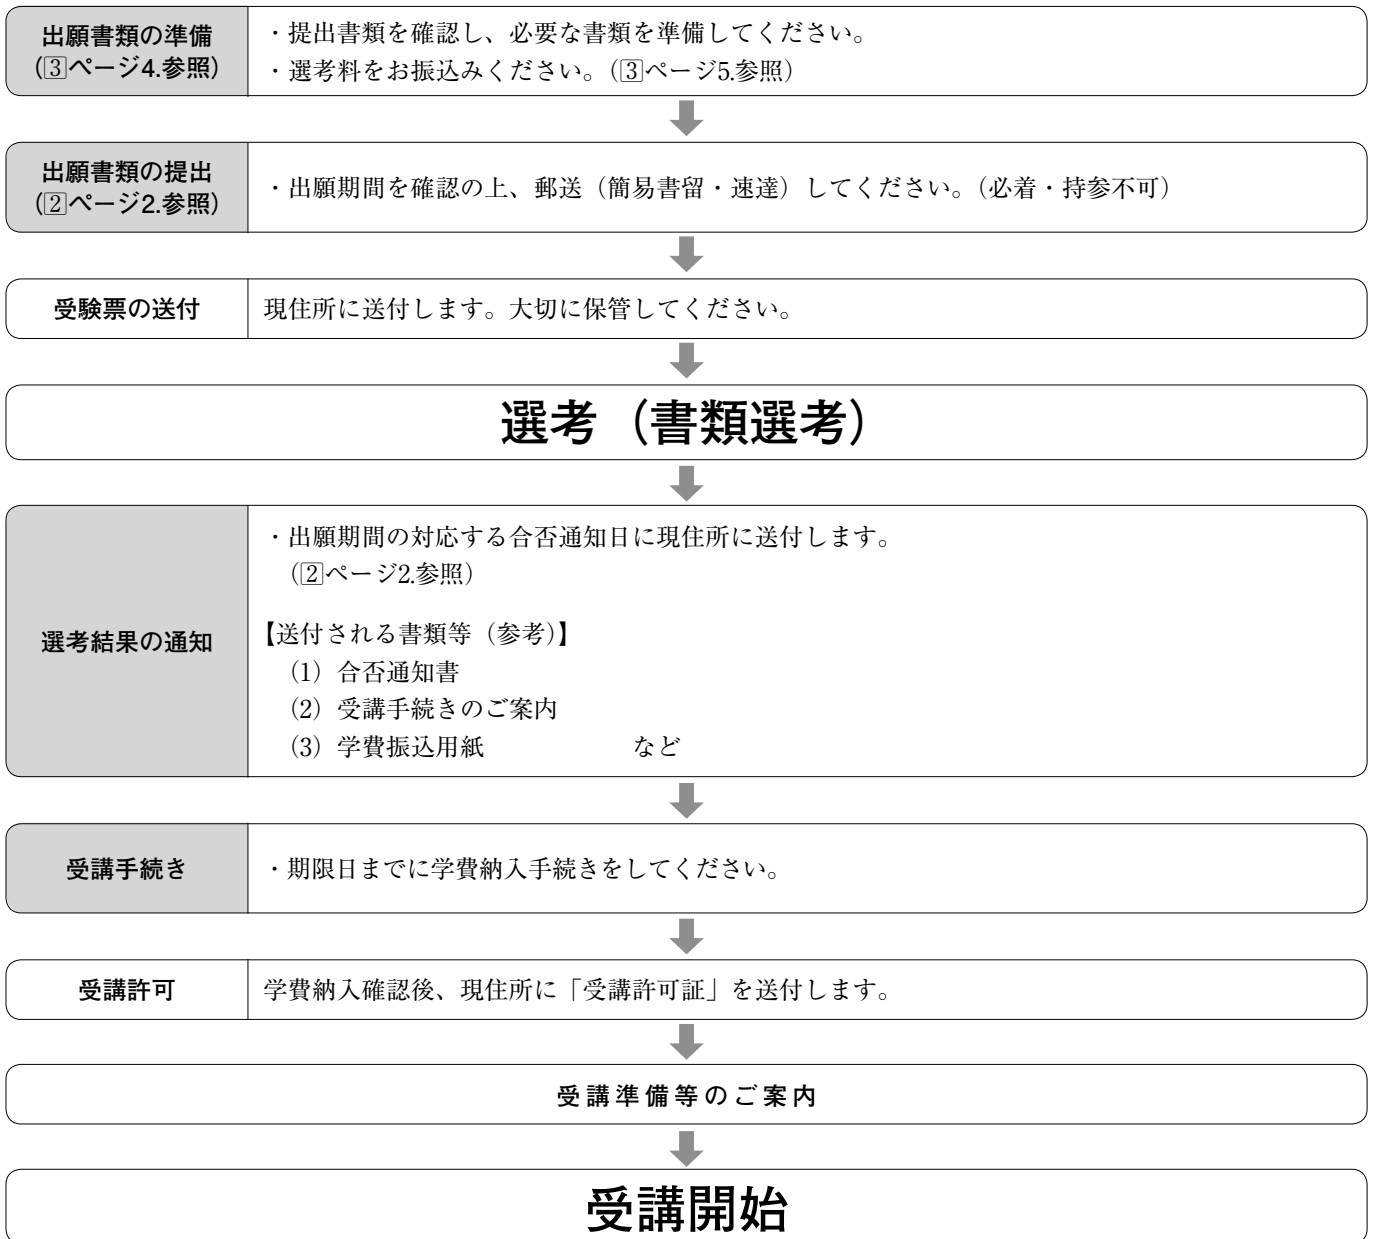 出願書類の準備
(3ページ4.参照)
・提出書類を確認し、必要な書類を準備してください。
・選考料をお振込みください。(3ページ5.参照)
出願書類の提出
(2ページ2.参照)
・出願期間を確認の上、郵送（簡易書留・速達）してください。(必着・持参不可)
受験票の送付
現住所に送付します。大切に保管してください。
選考（書類選考）
選考結果の通知
・出願期間の対応する合否通知日に現住所に送付します。
(2ページ2.参照)
【送付される書類等（参考）】
(1) 合否通知書
(2) 受講手続きのご案内
(3) 学費振込用紙　　　　　　など
受講手続き
・期限日までに学費納入手続きをしてください。
受講許可
学費納入確認後、現住所に「受講許可証」を送付します。
受講準備等のご案内
受講開始